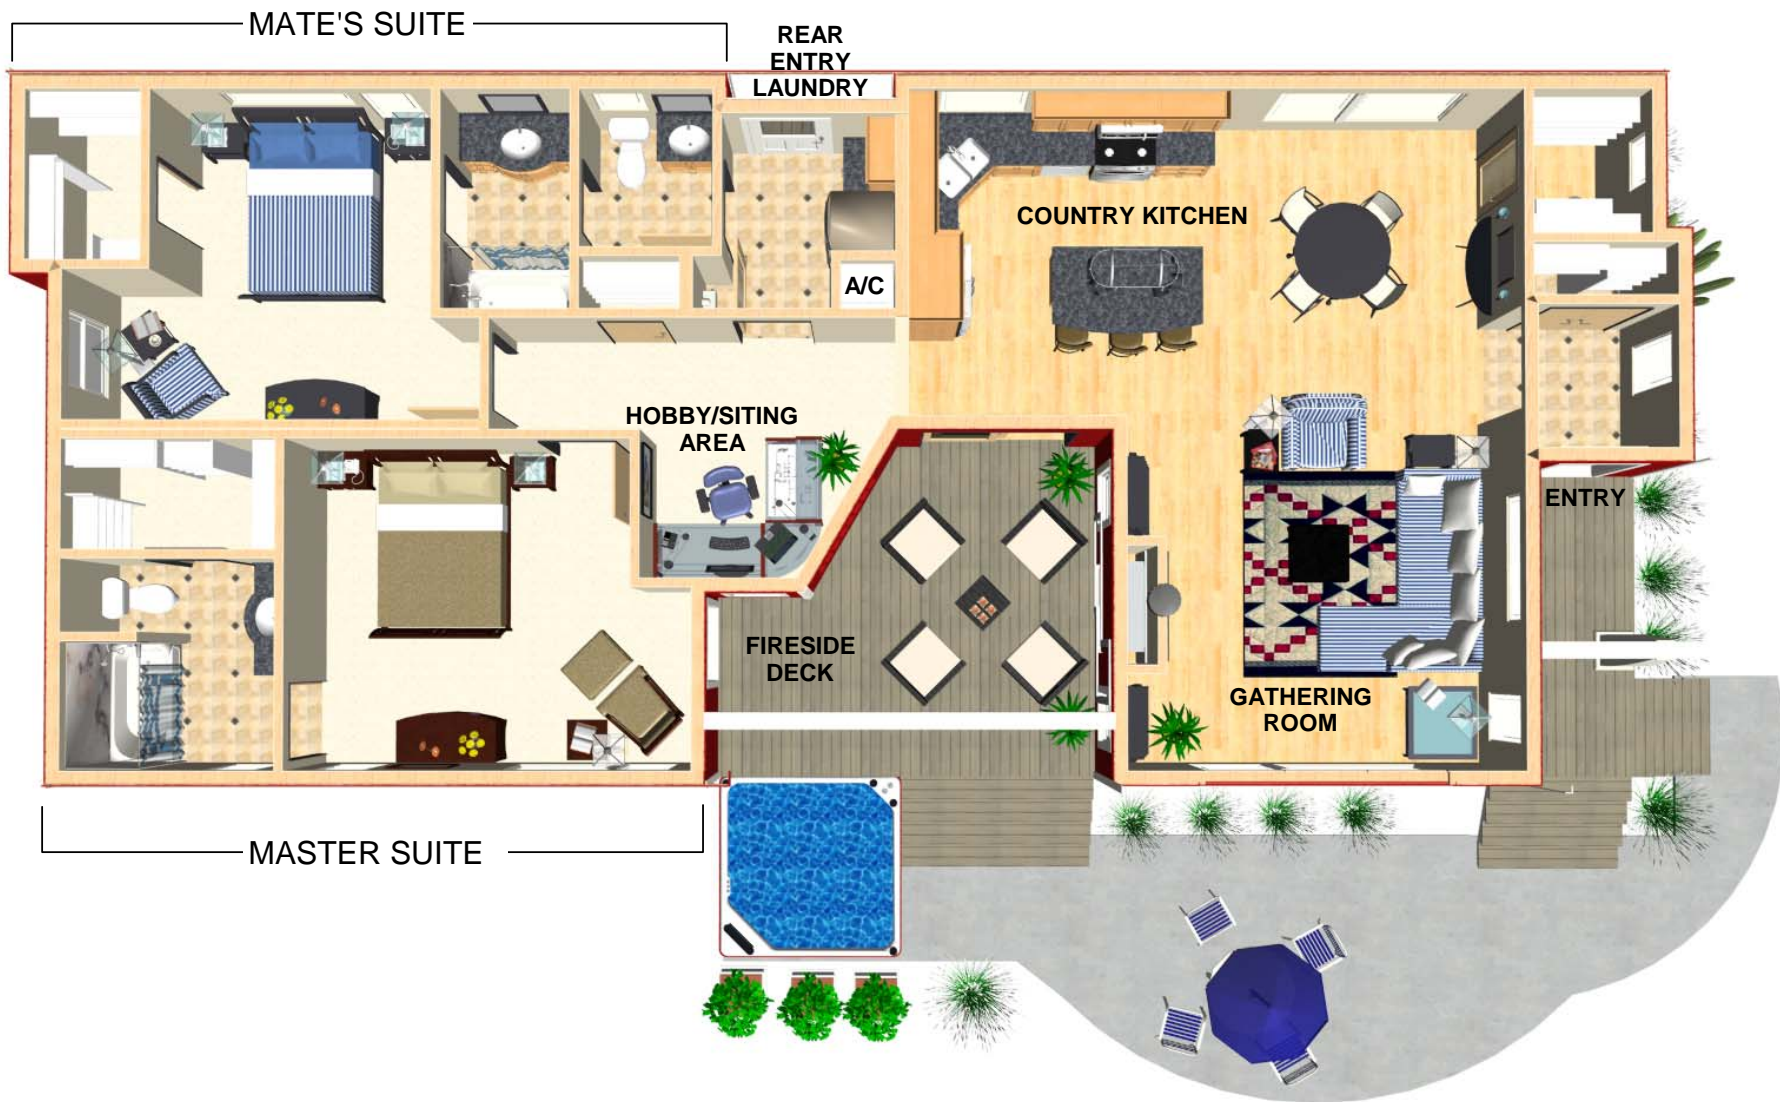 MATE'S SUITE
REAR
ENTRY
LAUNDRY
COUNTRY KITCHEN
A/C
HOBBY/SITING
AREA
ENTRY
FIRESIDE
DECK
GATHERING
ROOM
MASTER SUITE